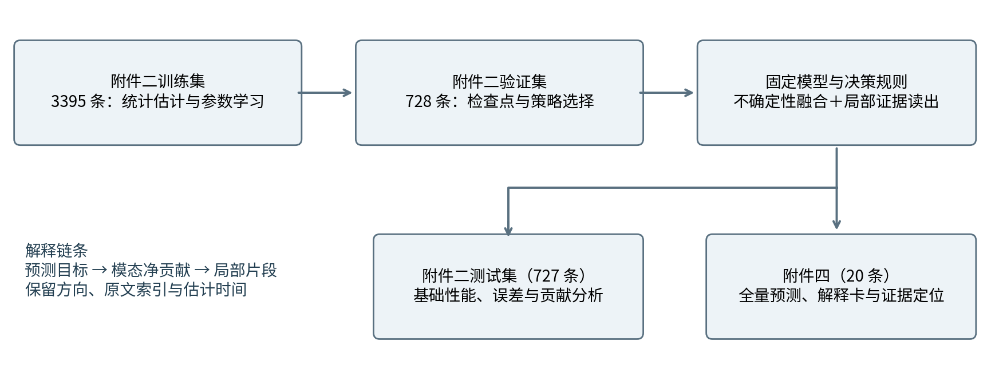 附件二训练集
3395 条：统计估计与参数学习
附件二验证集
728 条：检查点与策略选择
固定模型与决策规则
不确定性融合＋局部证据读出
解释链条
预测目标 → 模态净贡献 → 局部片段
保留方向、原文索引与估计时间
附件二测试集（727 条）
基础性能、误差与贡献分析
附件四（20 条）
全量预测、解释卡与证据定位